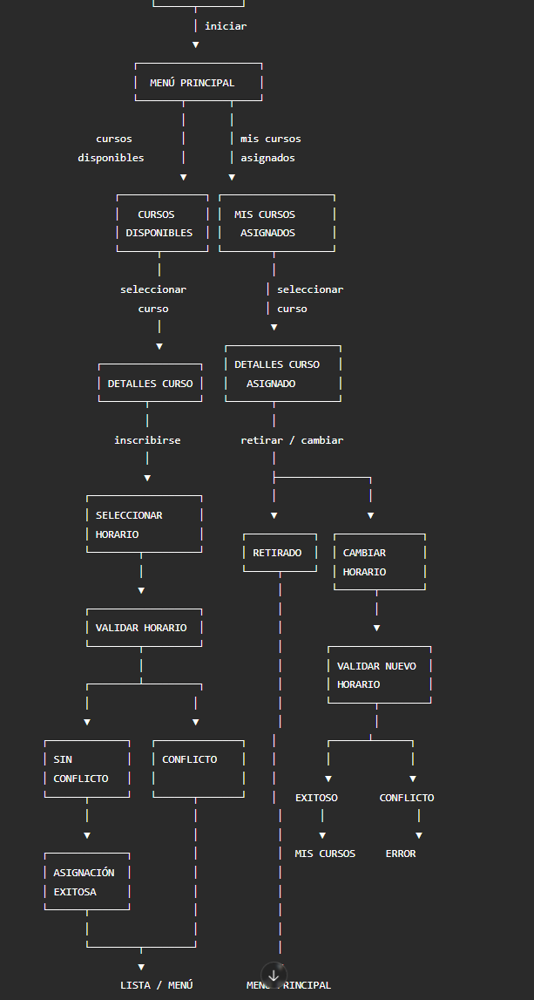 iniciar
MENÚ PRINCIPAL
cursos mis cursos
disponibles asignados
CURSOS MIS CURSOS
DISPONIBLES ASIGNADOS
seleccionar seleccionar
curso curso
DETALLES CURSO
DETALLES CURSO ASIGNADO
inscribirse retirar / cambiar
SELECCIONAR
HORARIO
RETIRADO CAMBIAR
HORARIO
VALIDAR HORARIO
VALIDAR NUEVO
HORARIO
SIN CONFLICTO
CONFLICTO
EXITOSO CONFLICTO
MIS CURSOS ERROR
ASIGNACIÓN
EXITOSA
LISTA / MENÚ PRINCIPAL